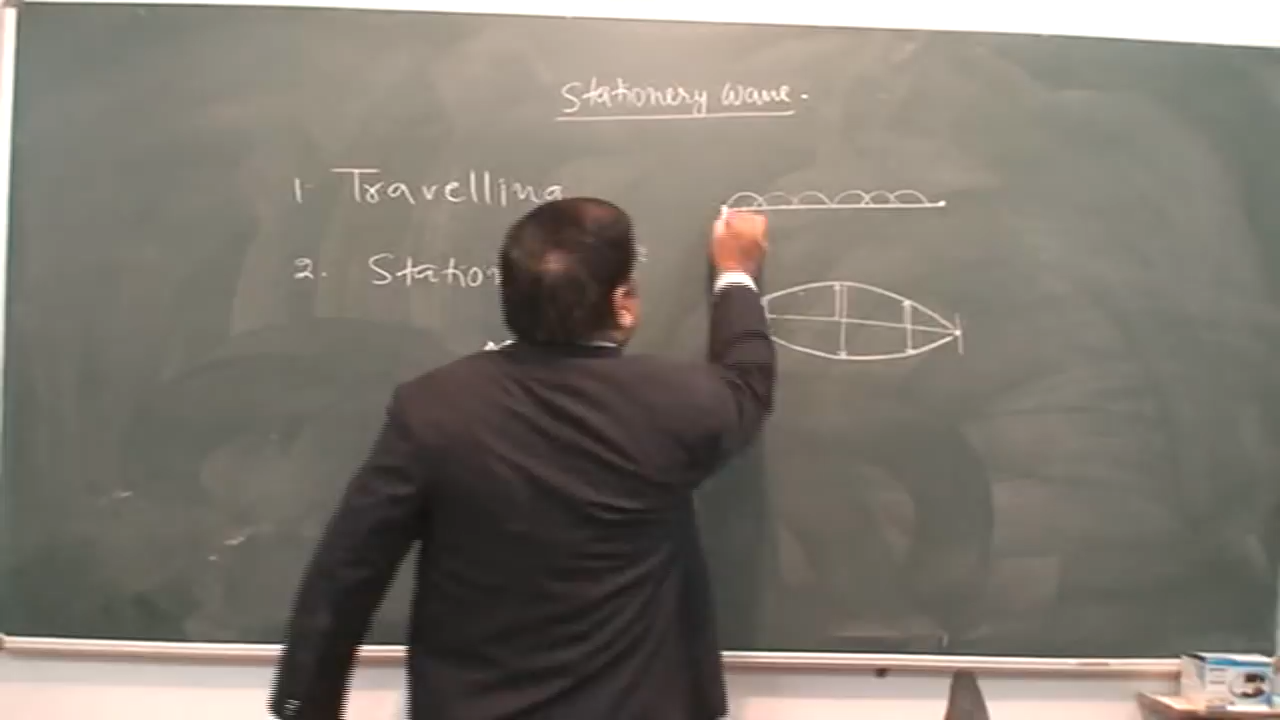 Stationery wave.
1- Travelling
2. Station